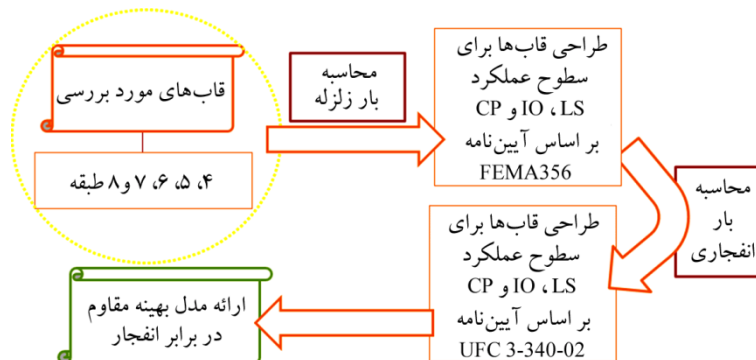 قاب‌های مورد بررسی
۴، ۵، ۶، ۷ و ۸ طبقه
محاسبه
بار زلزله
طراحی قاب‌ها برای
سطوح عملکرد
IO ، LS و CP
بر اساس آیین‌نامه
FEMA356
محاسبه
بار
انفجاری
طراحی قاب‌ها برای
سطوح عملکرد
IO ، LS و CP
بر اساس آیین‌نامه
UFC 3-340-02
ارائه مدل بهینه مقاوم
در برابر انفجار